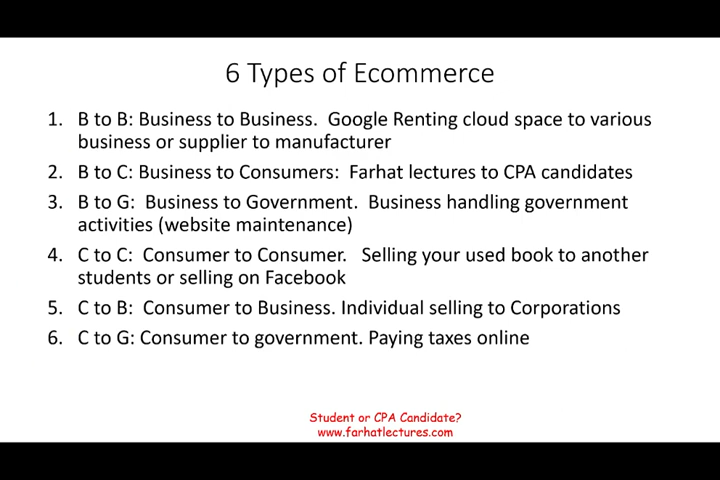 6 Types of Ecommerce
1. B to B: Business to Business. Google Renting cloud space to various
business or supplier to manufacturer
2. B to C: Business to Consumers: Farhat lectures to CPA candidates
3. B to G: Business to Government. Business handling government
activities (website maintenance)
4. C to C: Consumer to Consumer. Selling your used book to another
students or selling on Facebook
5. C to B: Consumer to Business. Individual selling to Corporations
6. C to G: Consumer to government. Paying taxes online
Student or CPA Candidate?
www.farhatlectures.com